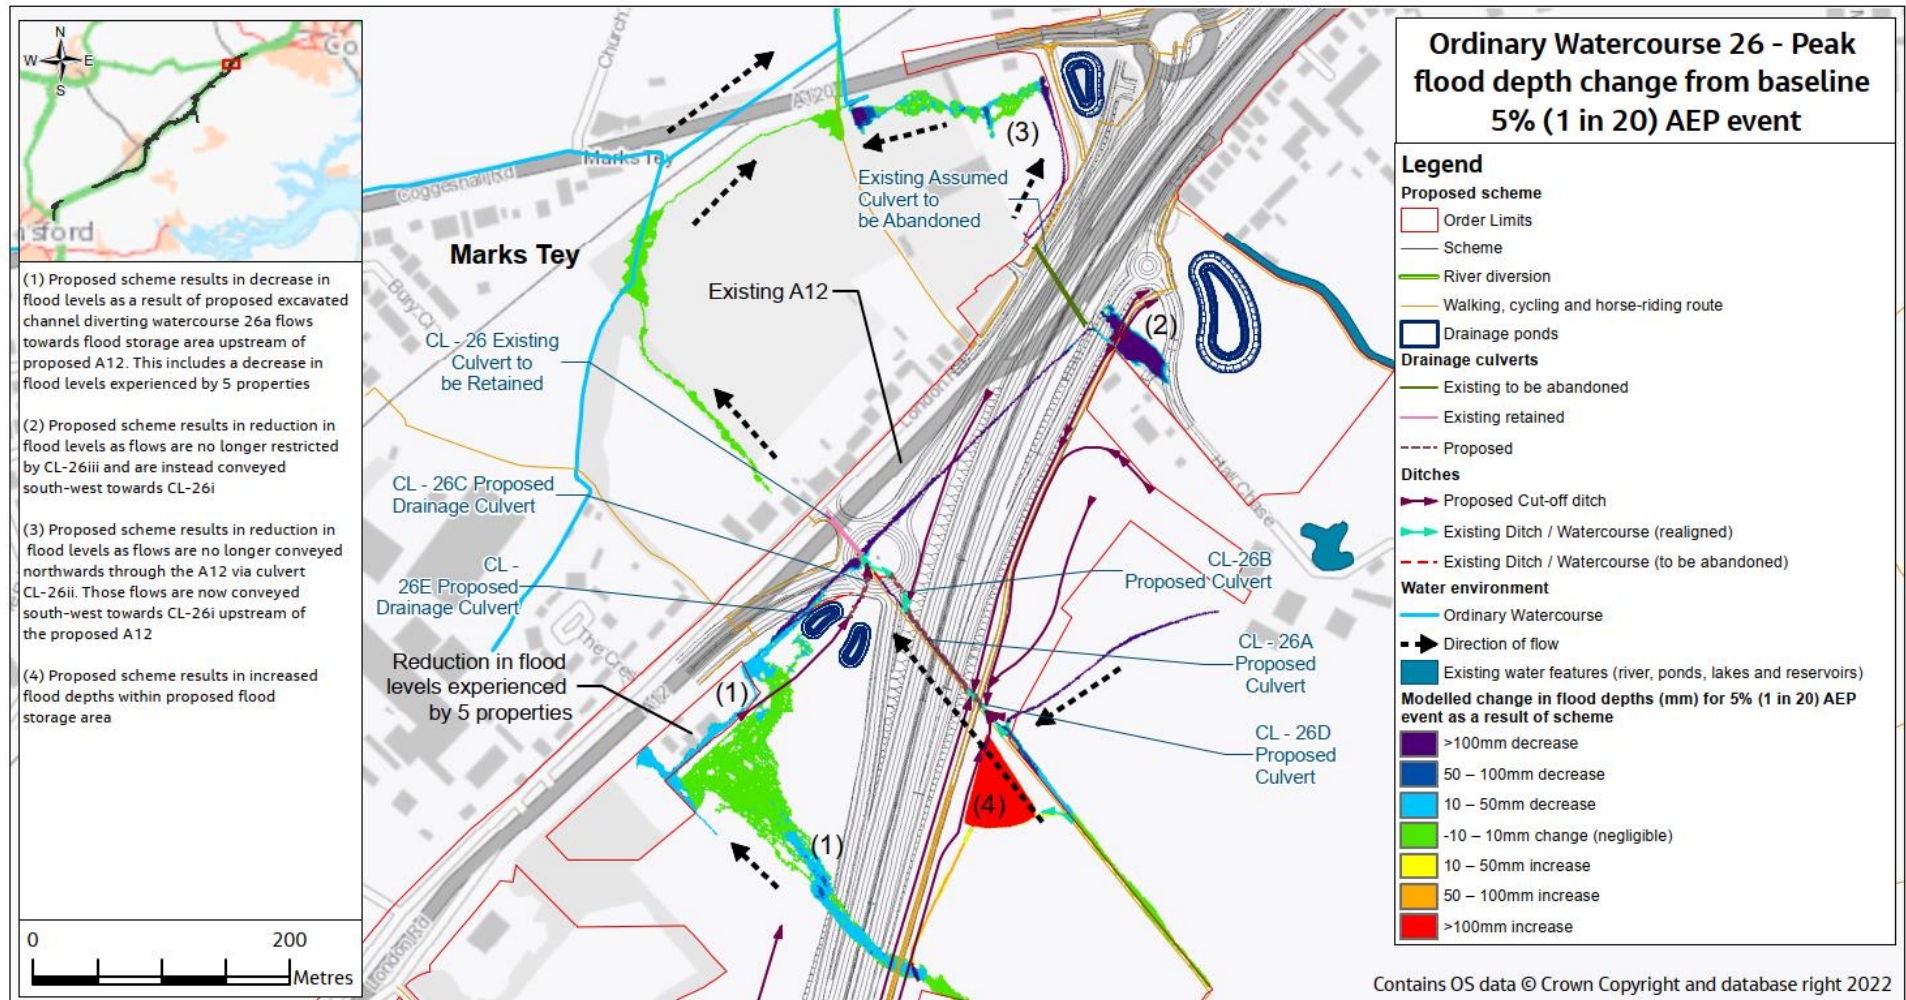 Ordinary Watercourse 26 - Peak
flood depth change from baseline
5% (1 in 20) AEP event
N
W
E
S
Co
nsford
(1) Proposed scheme results in decrease in
flood levels as a result of proposed excavated
channel diverting watercourse 26a flows
towards flood storage area upstream of
proposed A12. This includes a decrease in
flood levels experienced by 5 properties
(2) Proposed scheme results in reduction in
flood levels as flows are no longer restricted
by CL-26iii and are instead conveyed
south-west towards CL-26i
(3) Proposed scheme results in reduction in
flood levels as flows are no longer conveyed
northwards through the A12 via culvert
CL-26ii. Those flows are now conveyed
south-west towards CL-26i upstream of
the proposed A12
(4) Proposed scheme results in increased
flood depths within proposed flood
storage area
0
200
Metres
Church
A120
Marks Tey
Coggeshall Rd
(3)
Existing Assumed
Culvert to
be Abandoned
Marks Tey
Existing A12
Bury Cl
(2)
CL - 26 Existing
Culvert to
be Retained
London R
Hall Chase
CL - 26C Proposed
Drainage Culvert
CL -
26E Proposed
Drainage Culvert
CL-26B
Proposed Culvert
The Cres
CL - 26A
Proposed
Culvert
Reduction in flood
levels experienced
by 5 properties
A12
(1)
CL - 26D
Proposed
Culvert
(4)
(1)
London Rd
Legend
Proposed scheme
Order Limits
Scheme
River diversion
Walking, cycling and horse-riding route
Drainage ponds
Drainage culverts
Existing to be abandoned
Existing retained
Proposed
Ditches
Proposed Cut-off ditch
Existing Ditch / Watercourse (realigned)
Existing Ditch / Watercourse (to be abandoned)
Water environment
Ordinary Watercourse
Direction of flow
Existing water features (river, ponds, lakes and reservoirs)
Modelled change in flood depths (mm) for 5% (1 in 20) AEP
event as a result of scheme
>100mm decrease
50 – 100mm decrease
10 – 50mm decrease
-10 – 10mm change (negligible)
10 – 50mm increase
50 – 100mm increase
>100mm increase
Contains OS data © Crown Copyright and database right 2022